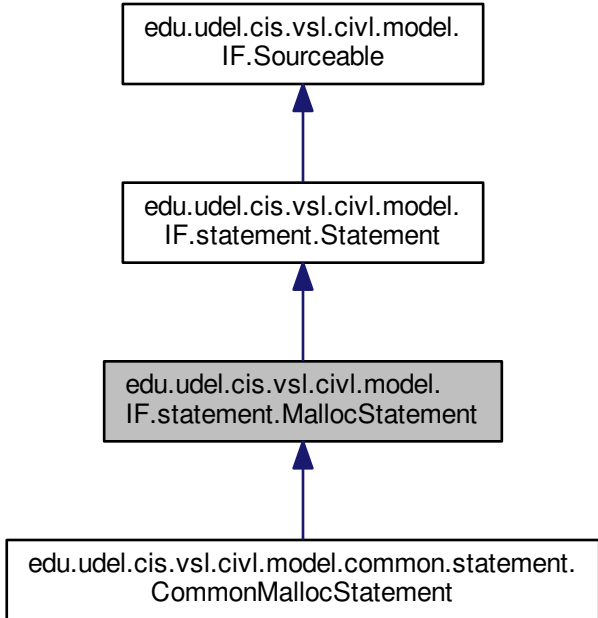 edu.udel.cis.vsl.civl.model.
IF.Sourceable
edu.udel.cis.vsl.civl.model.
IF.statement.Statement
edu.udel.cis.vsl.civl.model.
IF.statement.MallocStatement
edu.udel.cis.vsl.civl.model.common.statement.
CommonMallocStatement